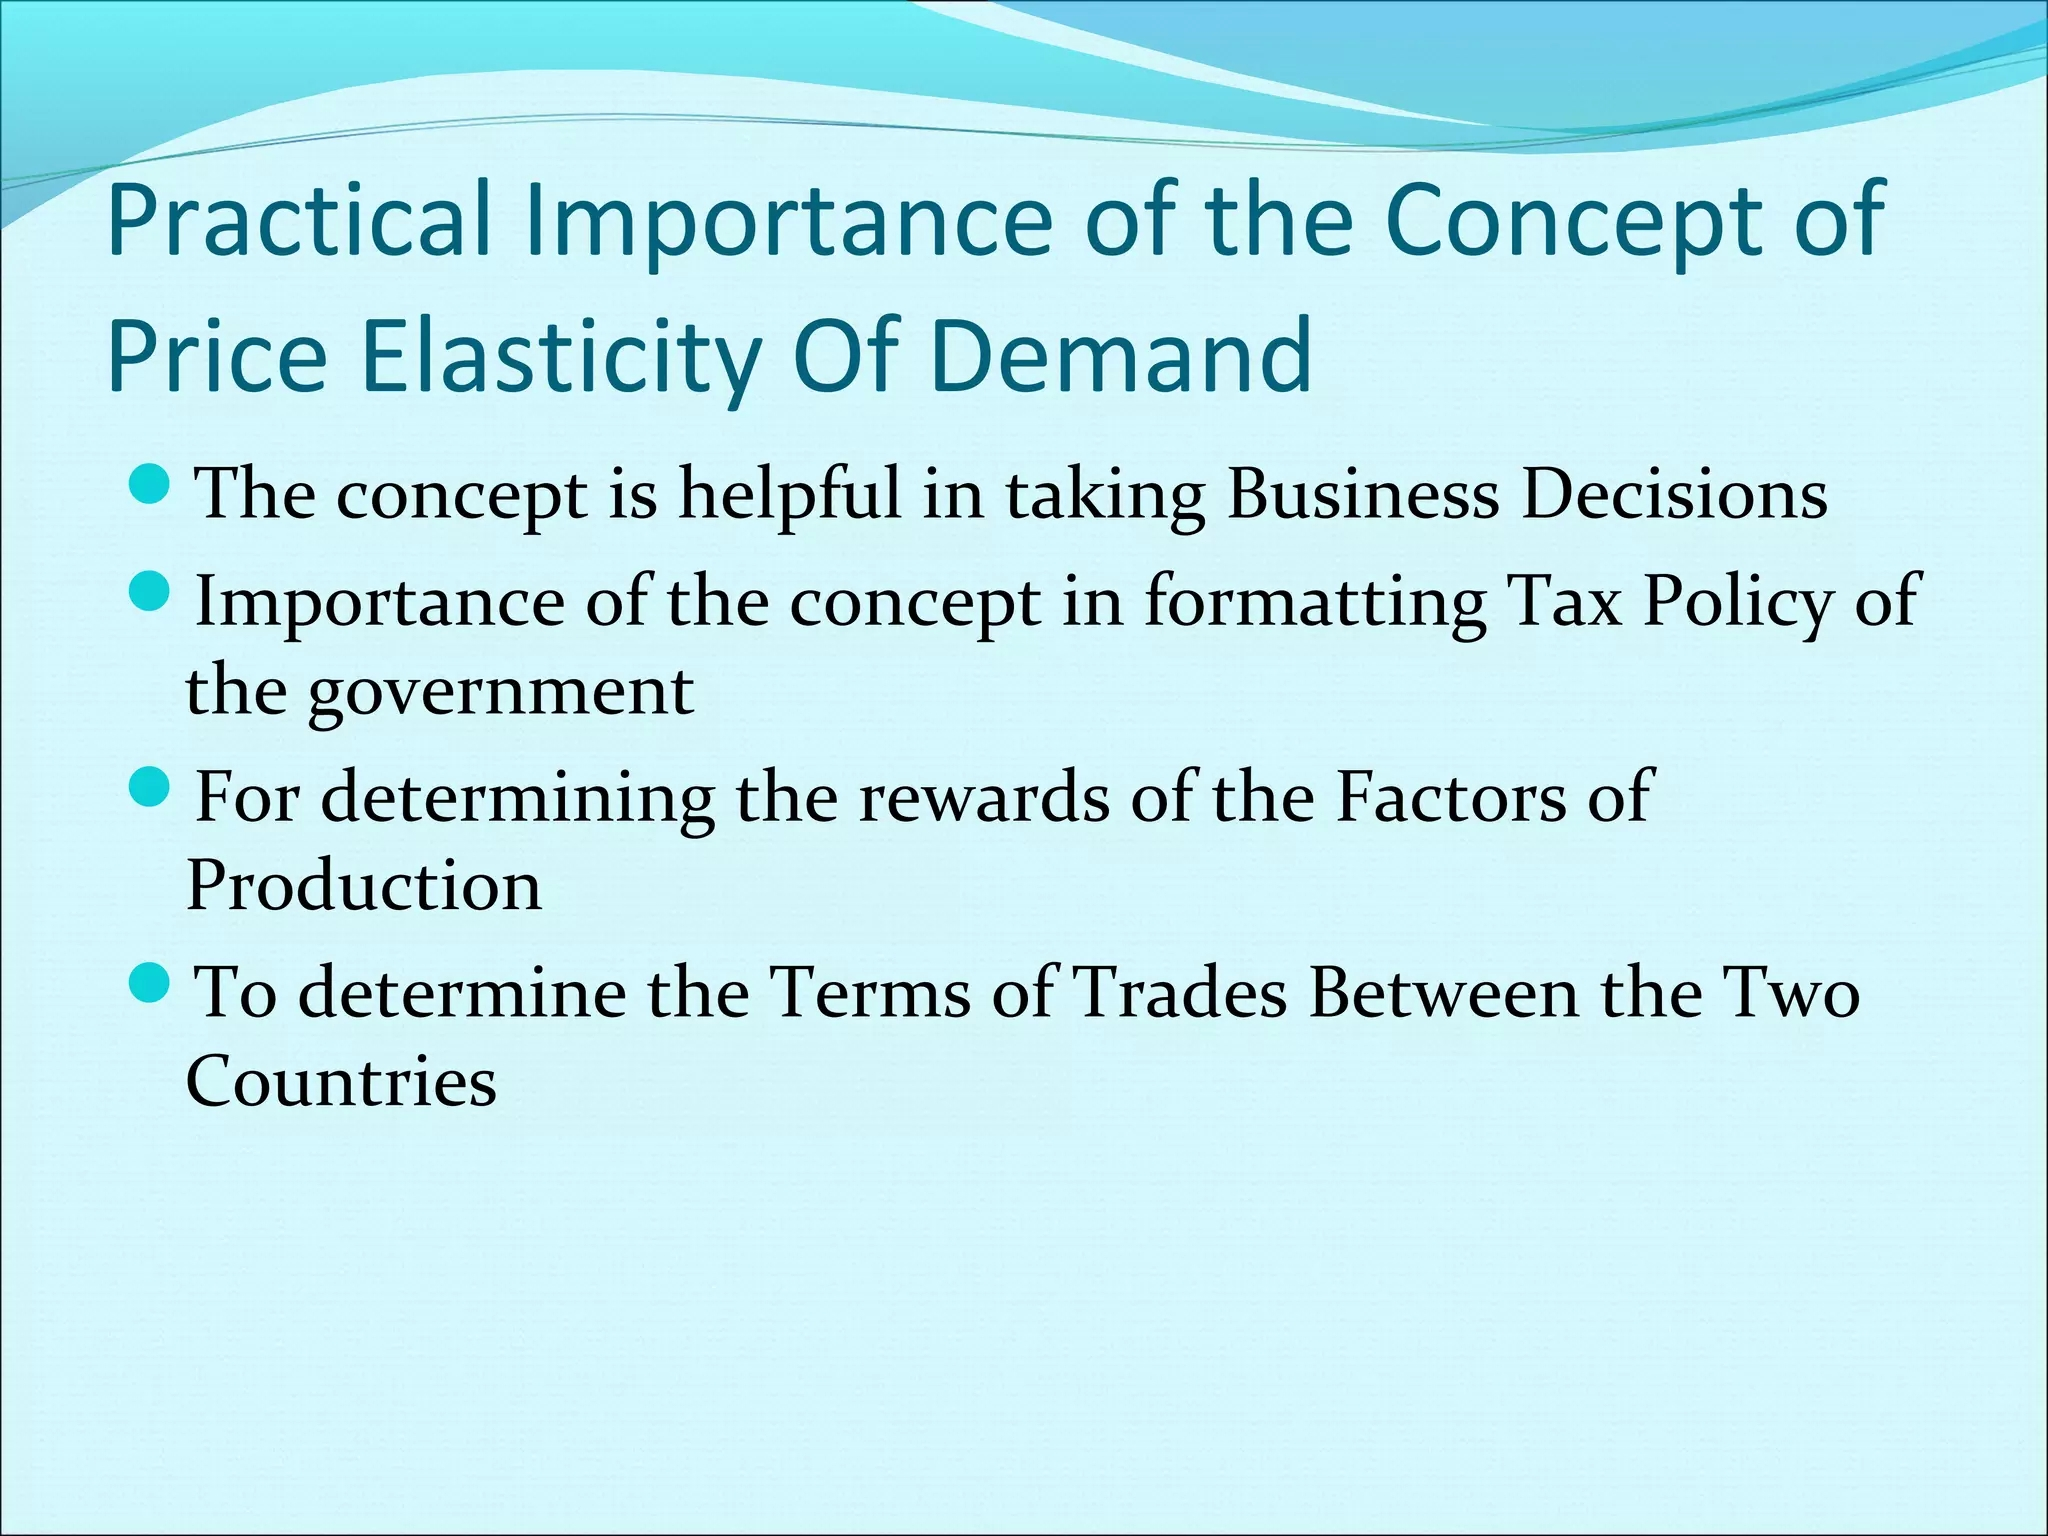 Practical Importance of the Concept of
Price Elasticity Of Demand
The concept is helpful in taking Business Decisions
Importance of the concept in formatting Tax Policy of
the government
For determining the rewards of the Factors of
Production
To determine the Terms of Trades Between the Two
Countries